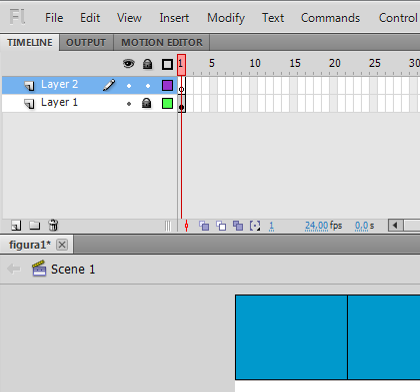 Fl File Edit View Insert Modify Text Commands Control
TIMELINE OUTPUT MOTION EDITOR
1 5 10 15 20 25 30
Layer 2
Layer 1
1 24.00 fps 0.0 s
figura1*
Scene 1